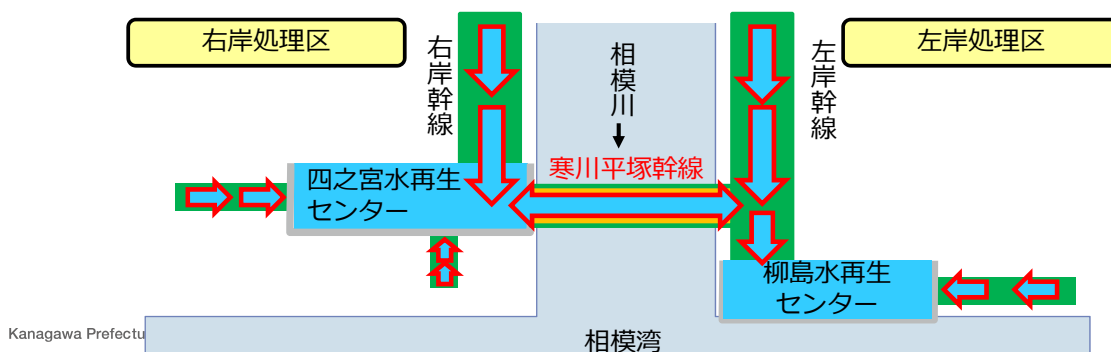 右岸処理区
右岸幹線
相模川
左岸幹線
左岸処理区
寒川平塚幹線
四之宮水再生
センター
柳島水再生
センター
相模湾
Kanagawa Prefectu